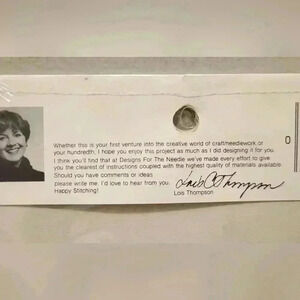 Whether this is your first venture into the creative world of craft/needlework or
your hundredth, I hope you enjoy this project as much as I did designing it for you.
I think you'll find that at Designs For The Needle we've made every effort to give
you the clearest of instructions coupled with the highest quality of materials available.
Should you have comments or ideas
please write me. I'd love to hear from you.
Happy Stitching!
Lois Thompson
Lois Thompson
0